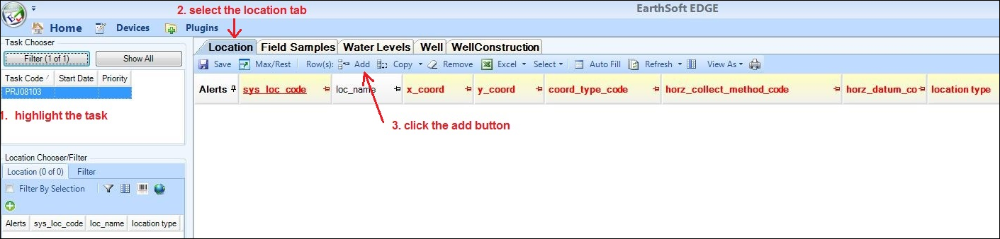 2. select the location tab
EarthSoft EDGE
Home Devices Plugins
Task Chooser
Filter (1 of 1) Show All
Task Code Start Date Priority
PRJ08103
1. highlight the task
Location Field Samples Water Levels Well WellConstruction
Save Max/Rest Row(s): Add Copy Remove Excel Select Auto Fill Refresh View As
Alerts sys_loc_code loc_name x_coord y_coord coord_type_code horz_collect_method_code horz_datum_co location type
3. click the add button
Location Chooser/Filter
Location (0 of 0) Filter
Filter By Selection
Alerts sys_loc_code loc_name location type